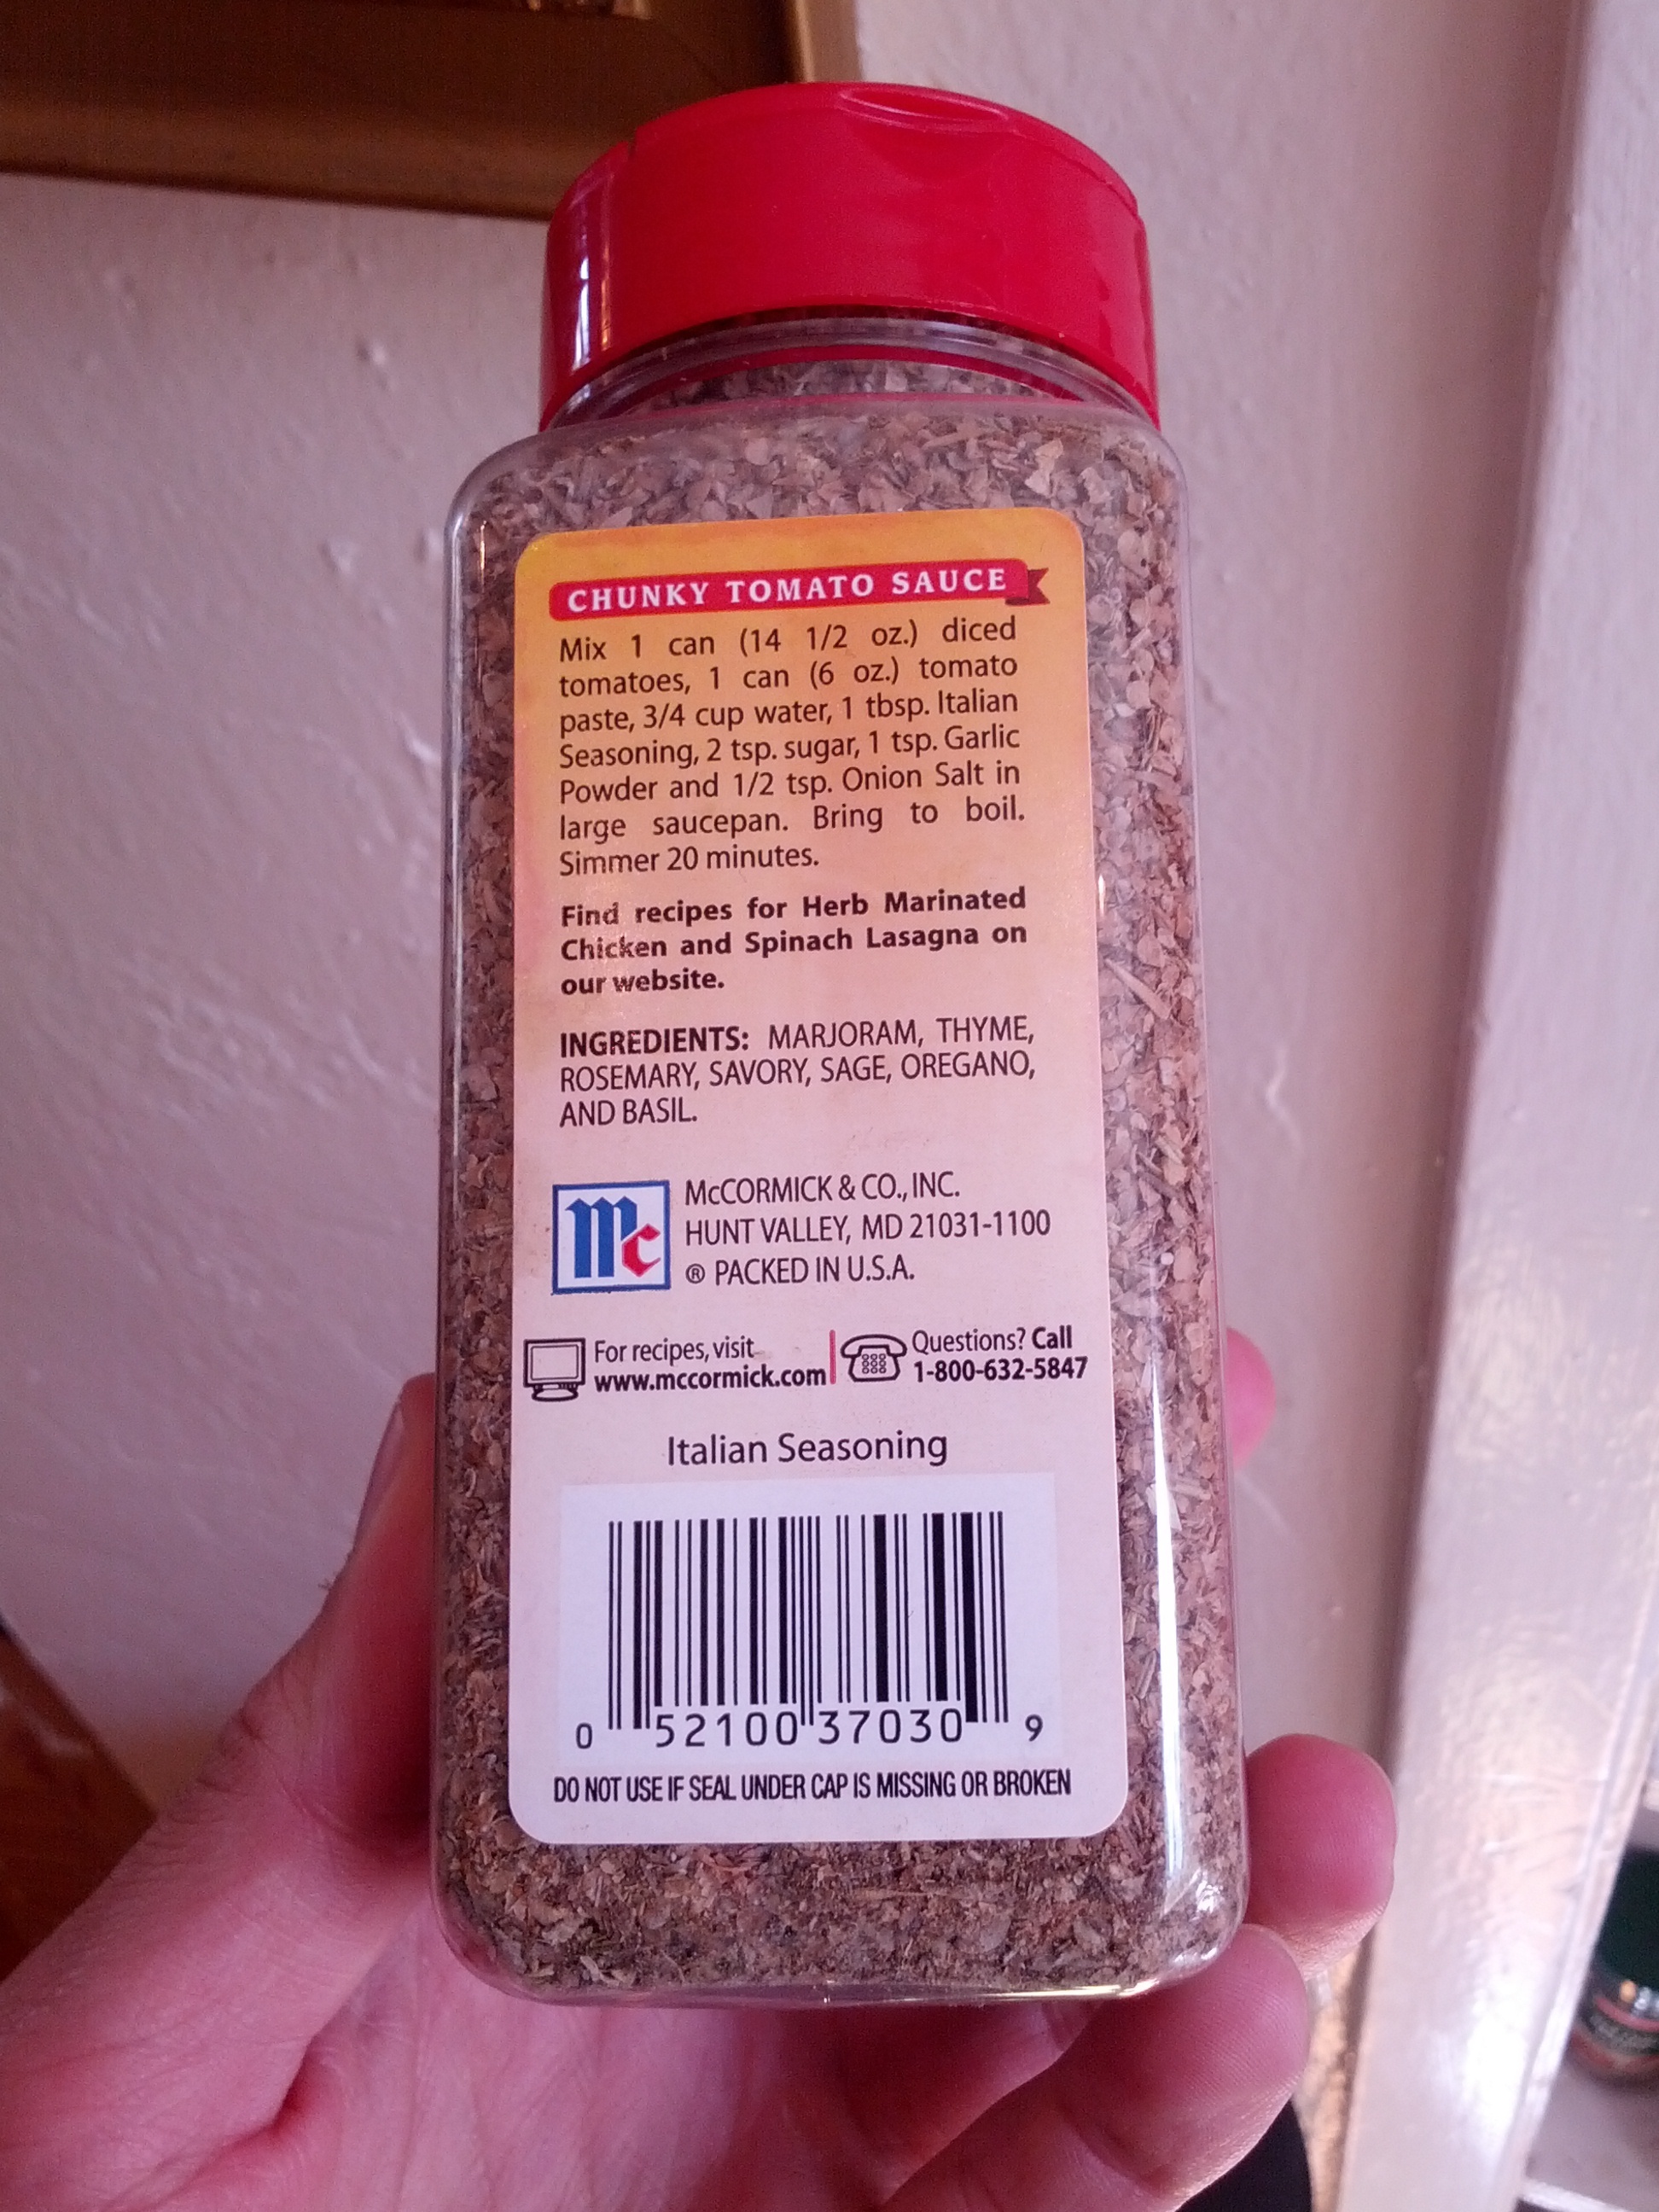 CHUNKY TOMATO SAUCE
Mix 1 can (14 1/2 oz.) diced
tomatoes, 1 can (6 oz.) tomato
paste, 3/4 cup water, 1 tbsp. Italian
Seasoning, 2 tsp. sugar, 1 tsp. Garlic
Powder and 1/2 tsp. Onion Salt in
large saucepan. Bring to boil.
Simmer 20 minutes.
Find recipes for Herb Marinated
Chicken and Spinach Lasagna on
our website.
INGREDIENTS: MARJORAM, THYME,
ROSEMARY, SAVORY, SAGE, OREGANO,
AND BASIL.
Mc
McCORMICK & CO., INC.
HUNT VALLEY, MD 21031-1100
® PACKED IN U.S.A.
For recipes, visit
www.mccormick.com
Questions? Call
1-800-632-5847
Italian Seasoning
0 52100 37030 9
DO NOT USE IF SEAL UNDER CAP IS MISSING OR BROKEN